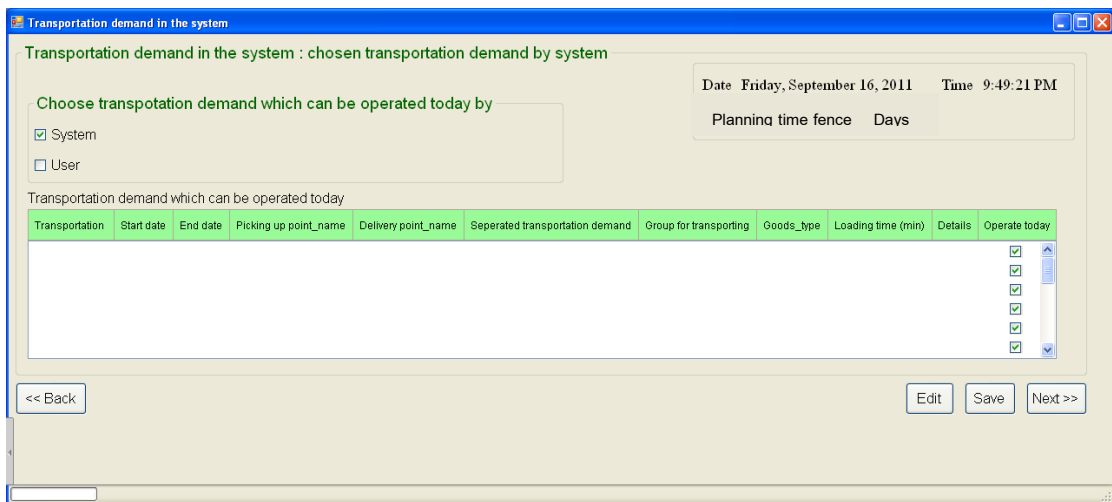 Transportation demand in the system
Transportation demand in the system : chosen transportation demand by system
Date Friday, September 16, 2011 Time 9:49:21 PM
Planning time fence Days
Choose transpotation demand which can be operated today by
System
User
Transportation demand which can be operated today
Transportation Start date End date Picking up point_name Delivery point_name Seperated transportation demand Group for transporting Goods_type Loading time (min) Details Operate today
<< Back Edit Save Next >>